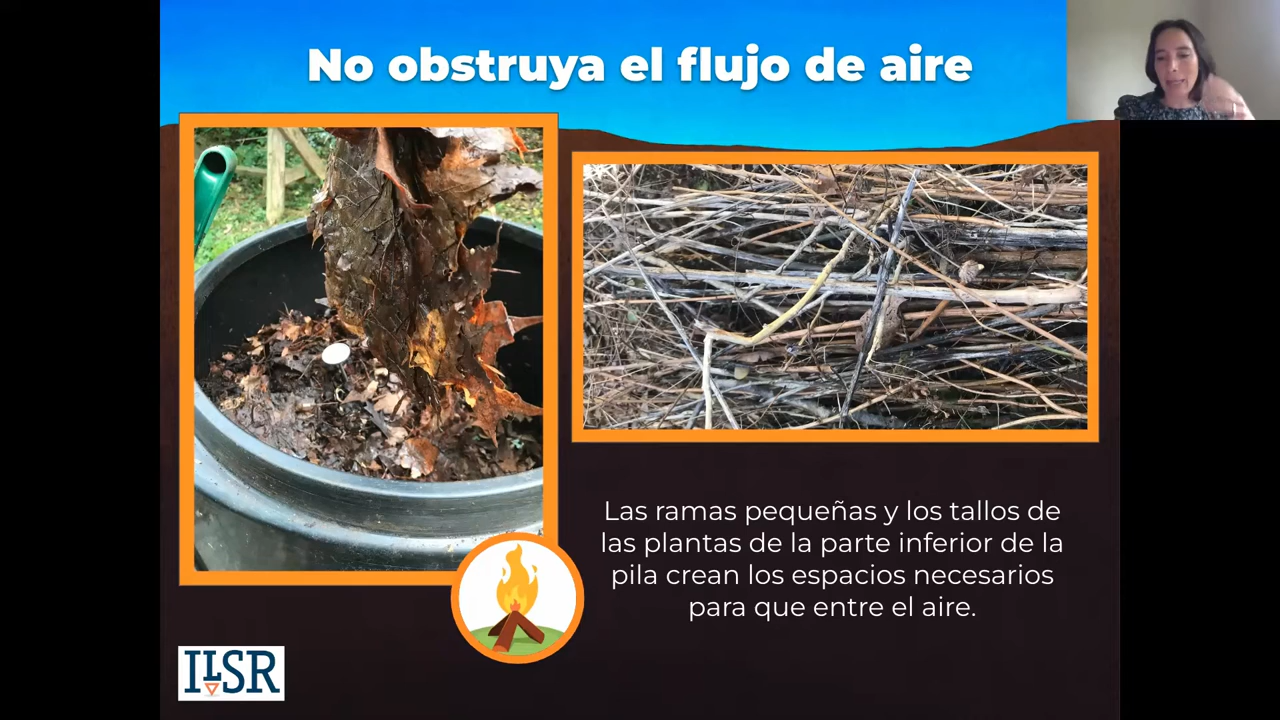 No obstruya el flujo de aire
Las ramas pequeñas y los tallos de
las plantas de la parte inferior de la
pila crean los espacios necesarios
para que entre el aire.
ILSR